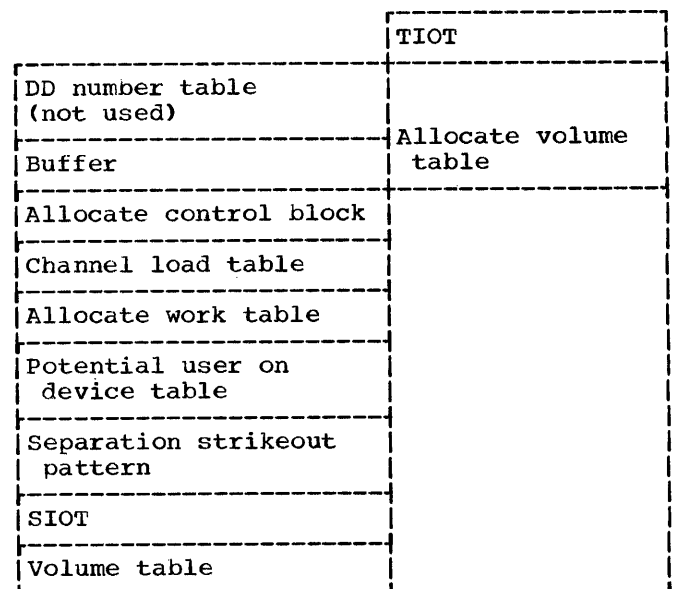 TIOT
DD number table
(not used)
Allocate volume
table
Buffer
Allocate control block
Channel load table
Allocate work table
Potential user on
device table
Separation strikeout
pattern
SIOT
Volume table